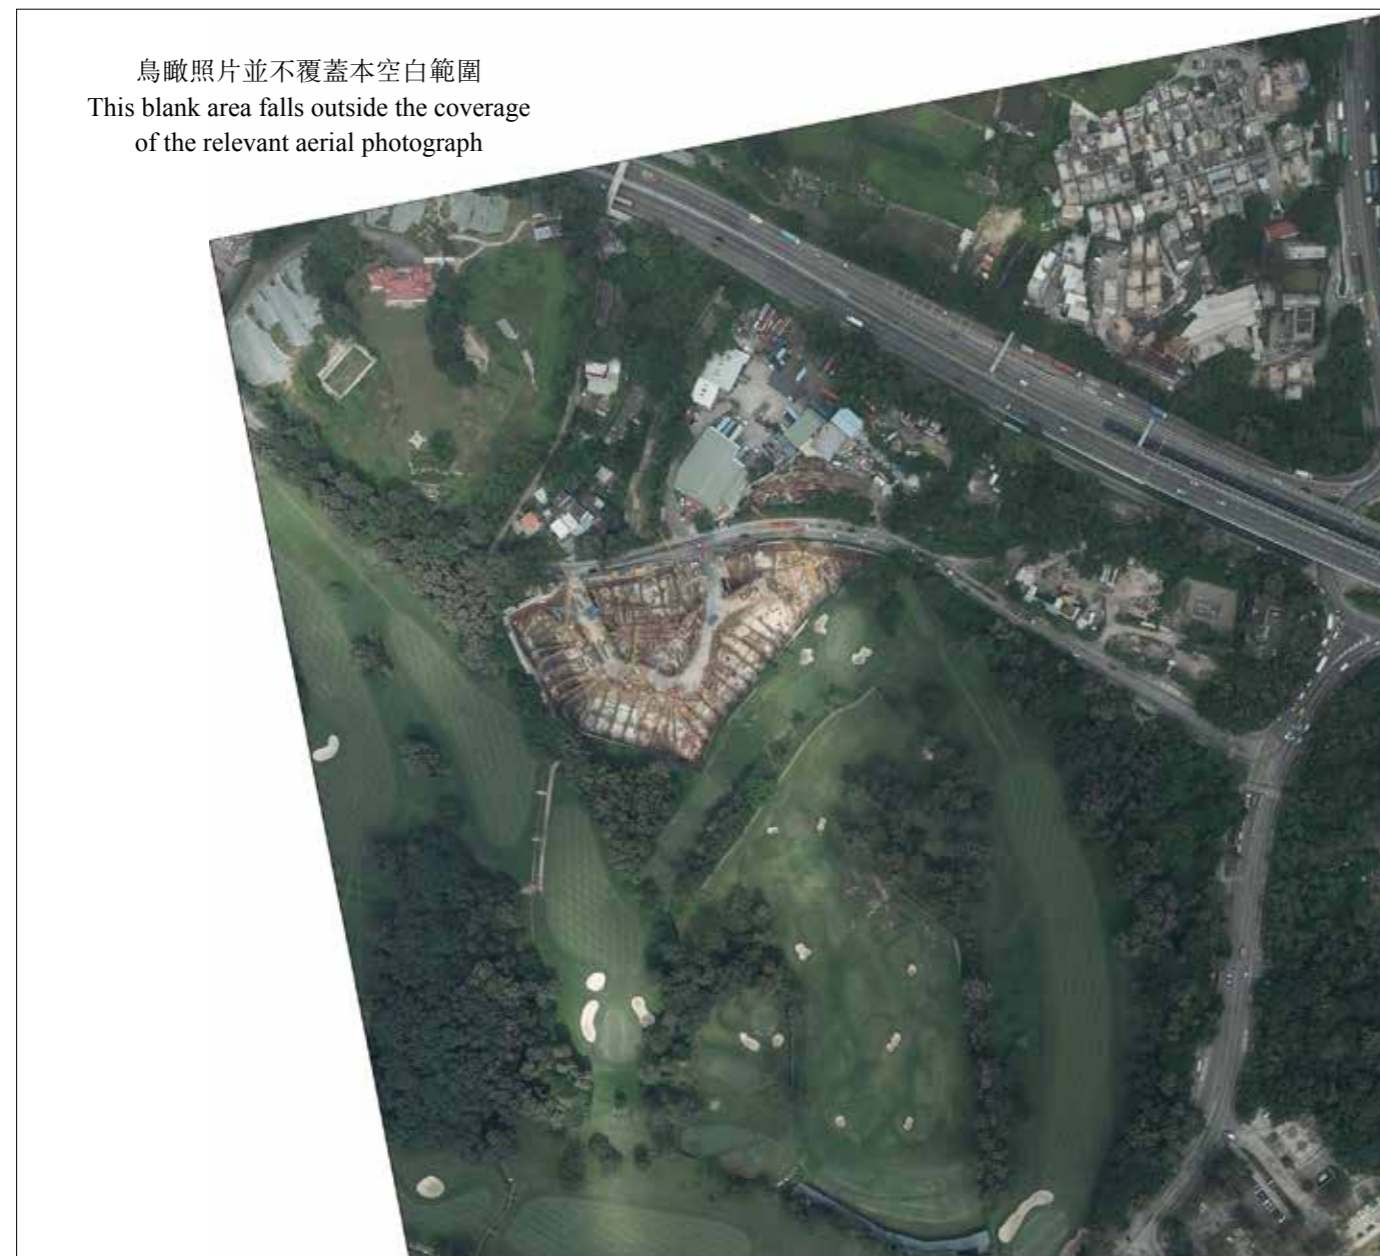 鳥瞰照片並不覆蓋本空白範圍
This blank area falls outside the coverage
of the relevant aerial photograph